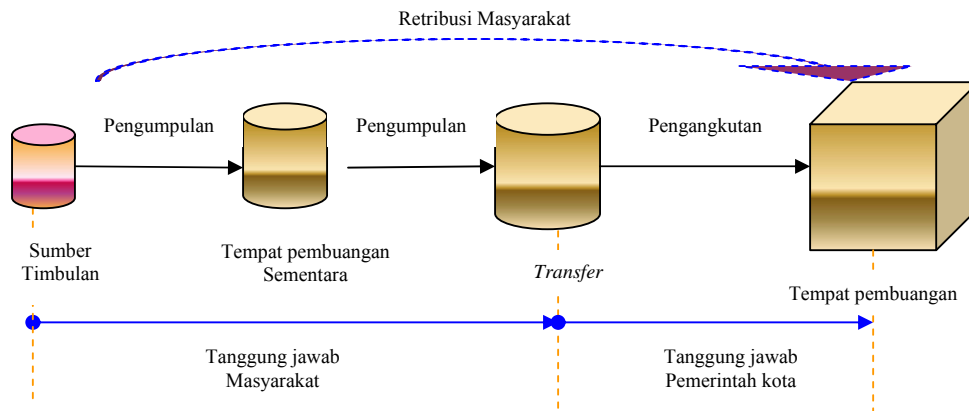 Retribusi Masyarakat
Pengumpulan
Pengumpulan
Pengangkutan
Sumber
Timbulan
Tempat pembuangan
Sementara
Transfer
Tempat pembuangan
Tanggung jawab
Masyarakat
Tanggung jawab
Pemerintah kota